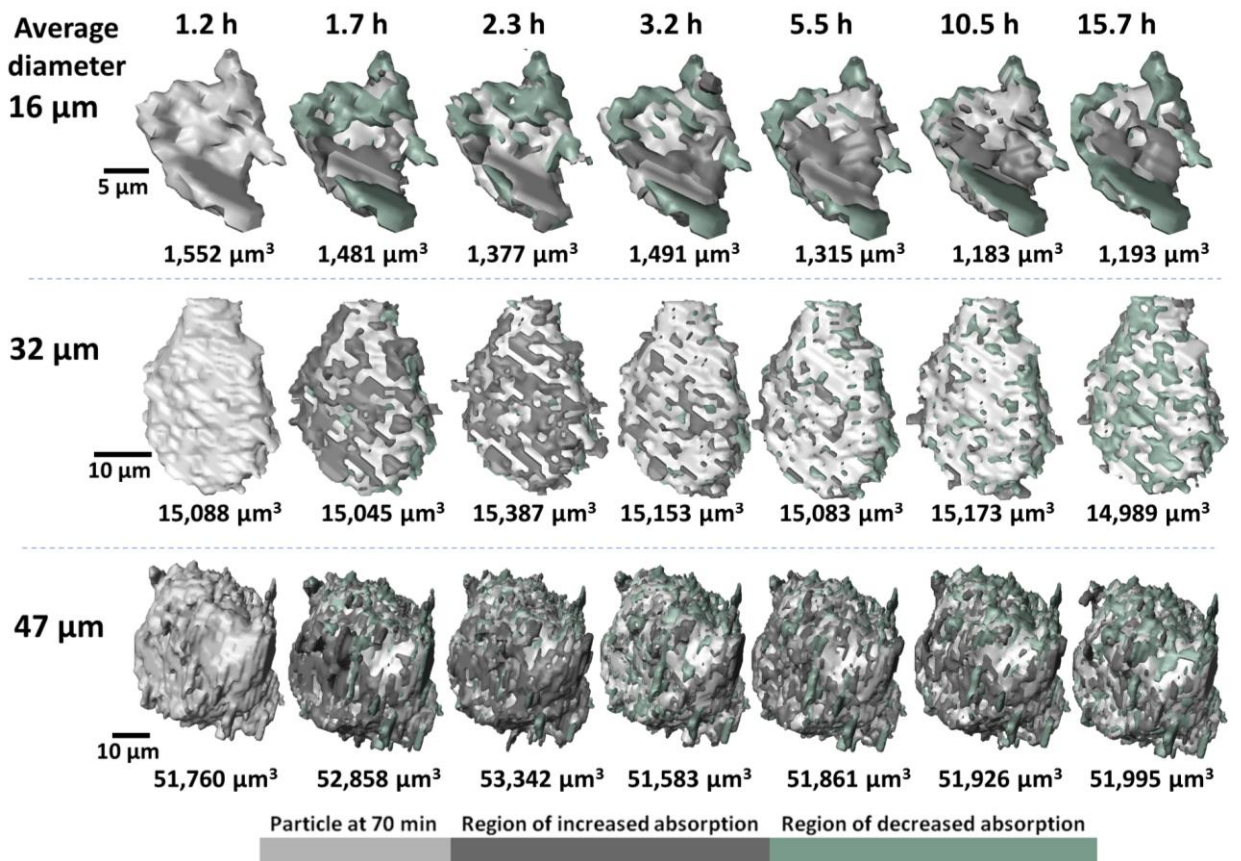 Average diameter
1.2 h 1.7 h 2.3 h 3.2 h 5.5 h 10.5 h 15.7 h
16 µm
5 µm
1,552 µm³ 1,481 µm³ 1,377 µm³ 1,491 µm³ 1,315 µm³ 1,183 µm³ 1,193 µm³
32 µm
10 µm
15,088 µm³ 15,045 µm³ 15,387 µm³ 15,153 µm³ 15,083 µm³ 15,173 µm³ 14,989 µm³
47 µm
10 µm
51,760 µm³ 52,858 µm³ 53,342 µm³ 51,583 µm³ 51,861 µm³ 51,926 µm³ 51,995 µm³
Particle at 70 min Region of increased absorption Region of decreased absorption